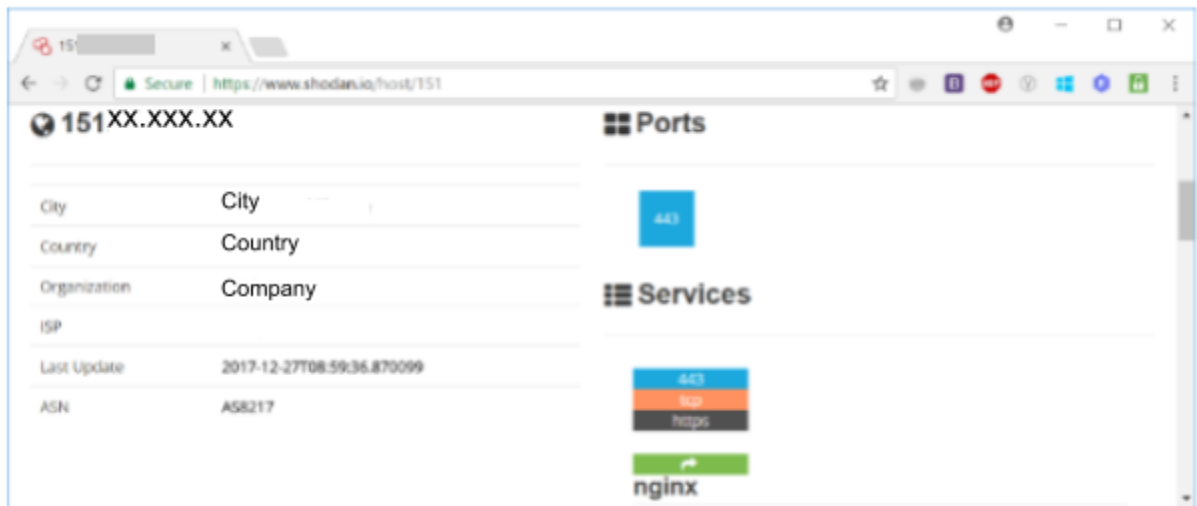 151
Secure | https://www.shodan.io/host/151
151XX.XXX.XX
City City
Country Country
Organization Company
ISP
Last Update 2017-12-27T08:59:36.870099
ASN AS8217
Ports
443
Services
443
tcp
https
nginx